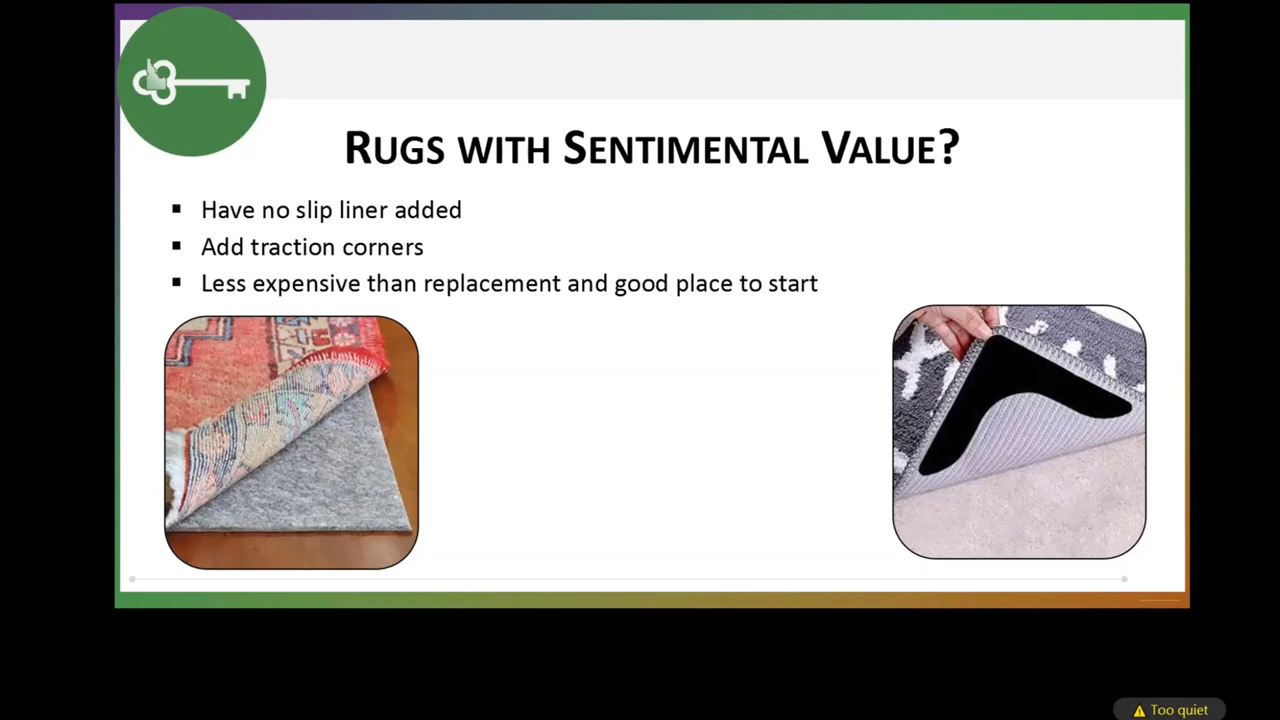 Rugs with Sentimental Value?
Have no slip liner added
Add traction corners
Less expensive than replacement and good place to start
Too quiet